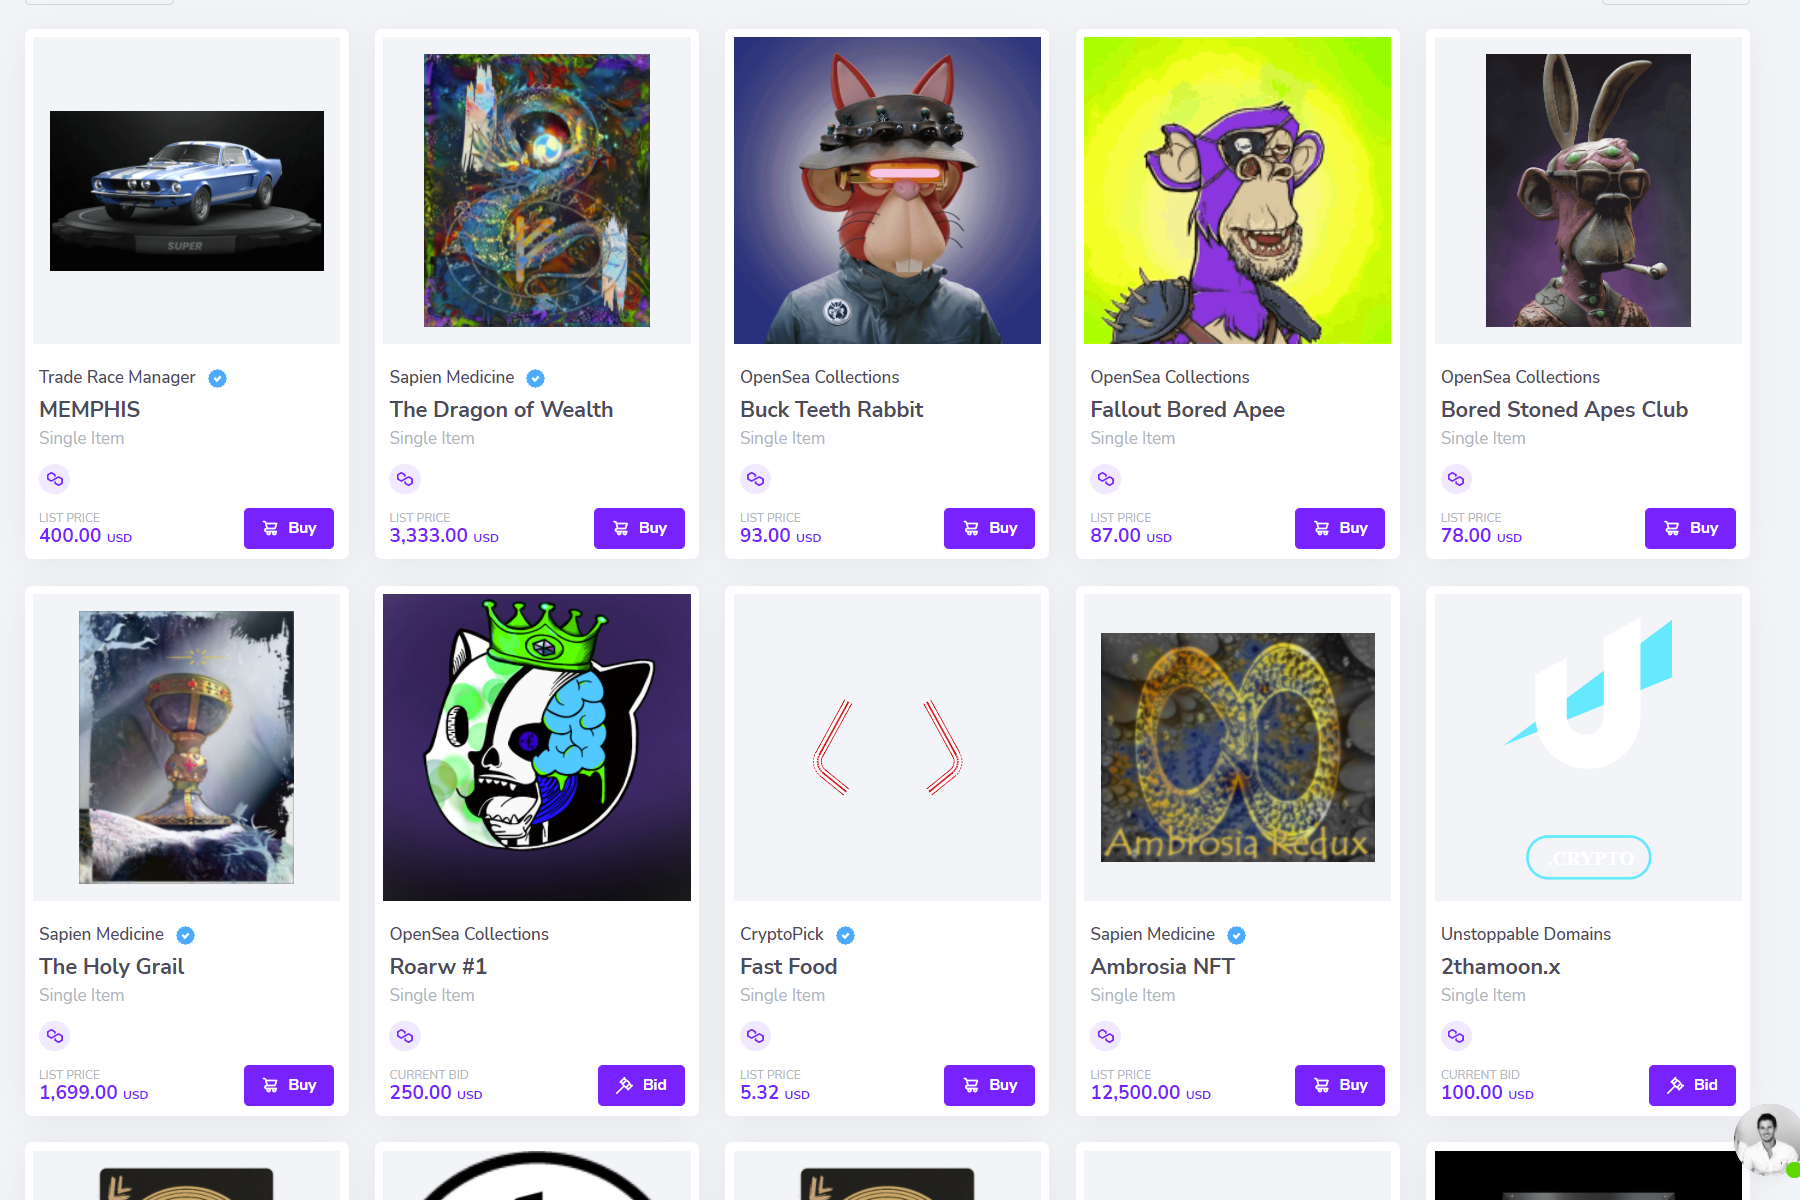 SUPER
Trade Race Manager
MEMPHIS
Single Item
LIST PRICE
400.00 USD
Buy
Sapien Medicine
The Dragon of Wealth
Single Item
LIST PRICE
3,333.00 USD
Buy
OpenSea Collections
Buck Teeth Rabbit
Single Item
LIST PRICE
93.00 USD
Buy
OpenSea Collections
Fallout Bored Apee
Single Item
LIST PRICE
87.00 USD
Buy
OpenSea Collections
Bored Stoned Apes Club
Single Item
LIST PRICE
78.00 USD
Buy
Sapien Medicine
The Holy Grail
Single Item
LIST PRICE
1,699.00 USD
Buy
OpenSea Collections
Roarw #1
Single Item
CURRENT BID
250.00 USD
Bid
CryptoPick
Fast Food
Single Item
LIST PRICE
5.32 USD
Buy
Ambrosia Redux
Sapien Medicine
Ambrosia NFT
Single Item
LIST PRICE
12,500.00 USD
Buy
.CRYPTO
Unstoppable Domains
2thamoon.x
Single Item
CURRENT BID
100.00 USD
Bid